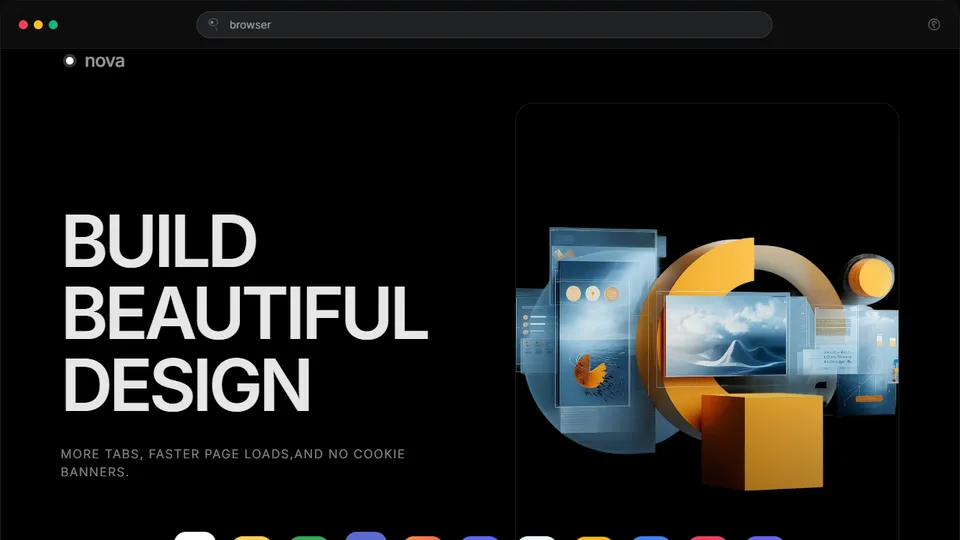 browser
nova
BUILD
BEAUTIFUL
DESIGN
MORE TABS, FASTER PAGE LOADS,AND NO COOKIE
BANNERS.